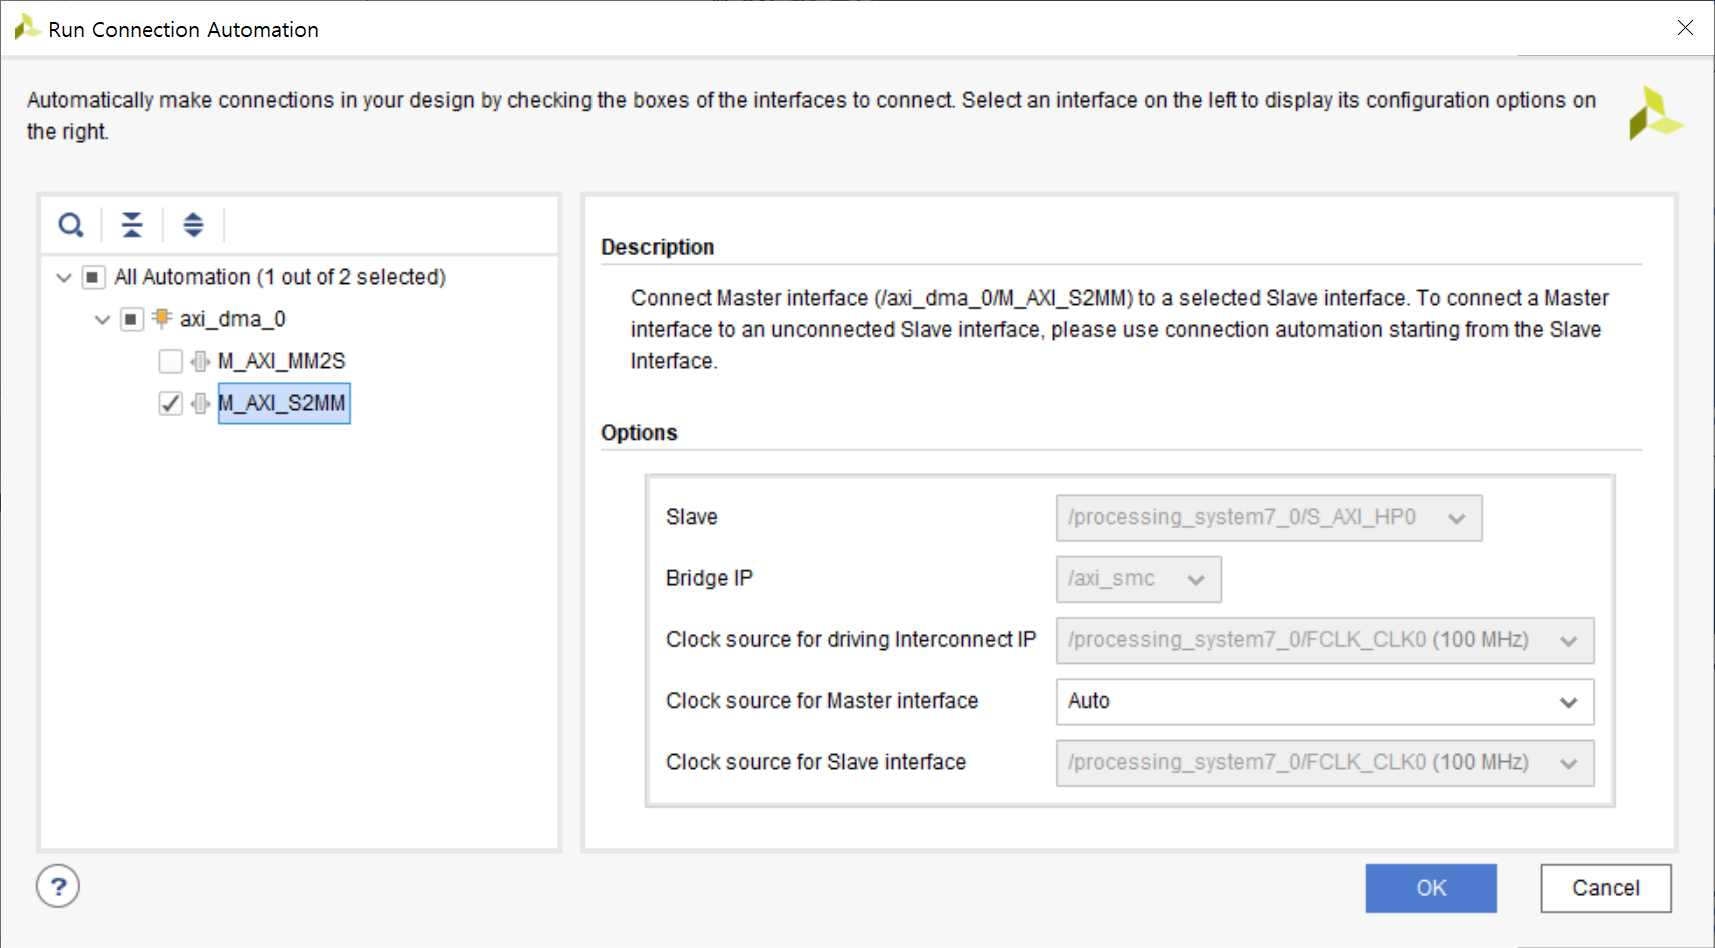 Run Connection Automation
Automatically make connections in your design by checking the boxes of the interfaces to connect. Select an interface on the left to display its configuration options on
the right.
All Automation (1 out of 2 selected)
axi_dma_0
M_AXI_MM2S
M_AXI_S2MM
Description
Connect Master interface (/axi_dma_0/M_AXI_S2MM) to a selected Slave interface. To connect a Master
interface to an unconnected Slave interface, please use connection automation starting from the Slave
Interface.
Options
Slave /processing_system7_0/S_AXI_HP0
Bridge IP /axi_smc
Clock source for driving Interconnect IP /processing_system7_0/FCLK_CLK0 (100 MHz)
Clock source for Master interface Auto
Clock source for Slave interface /processing_system7_0/FCLK_CLK0 (100 MHz)
? OK Cancel